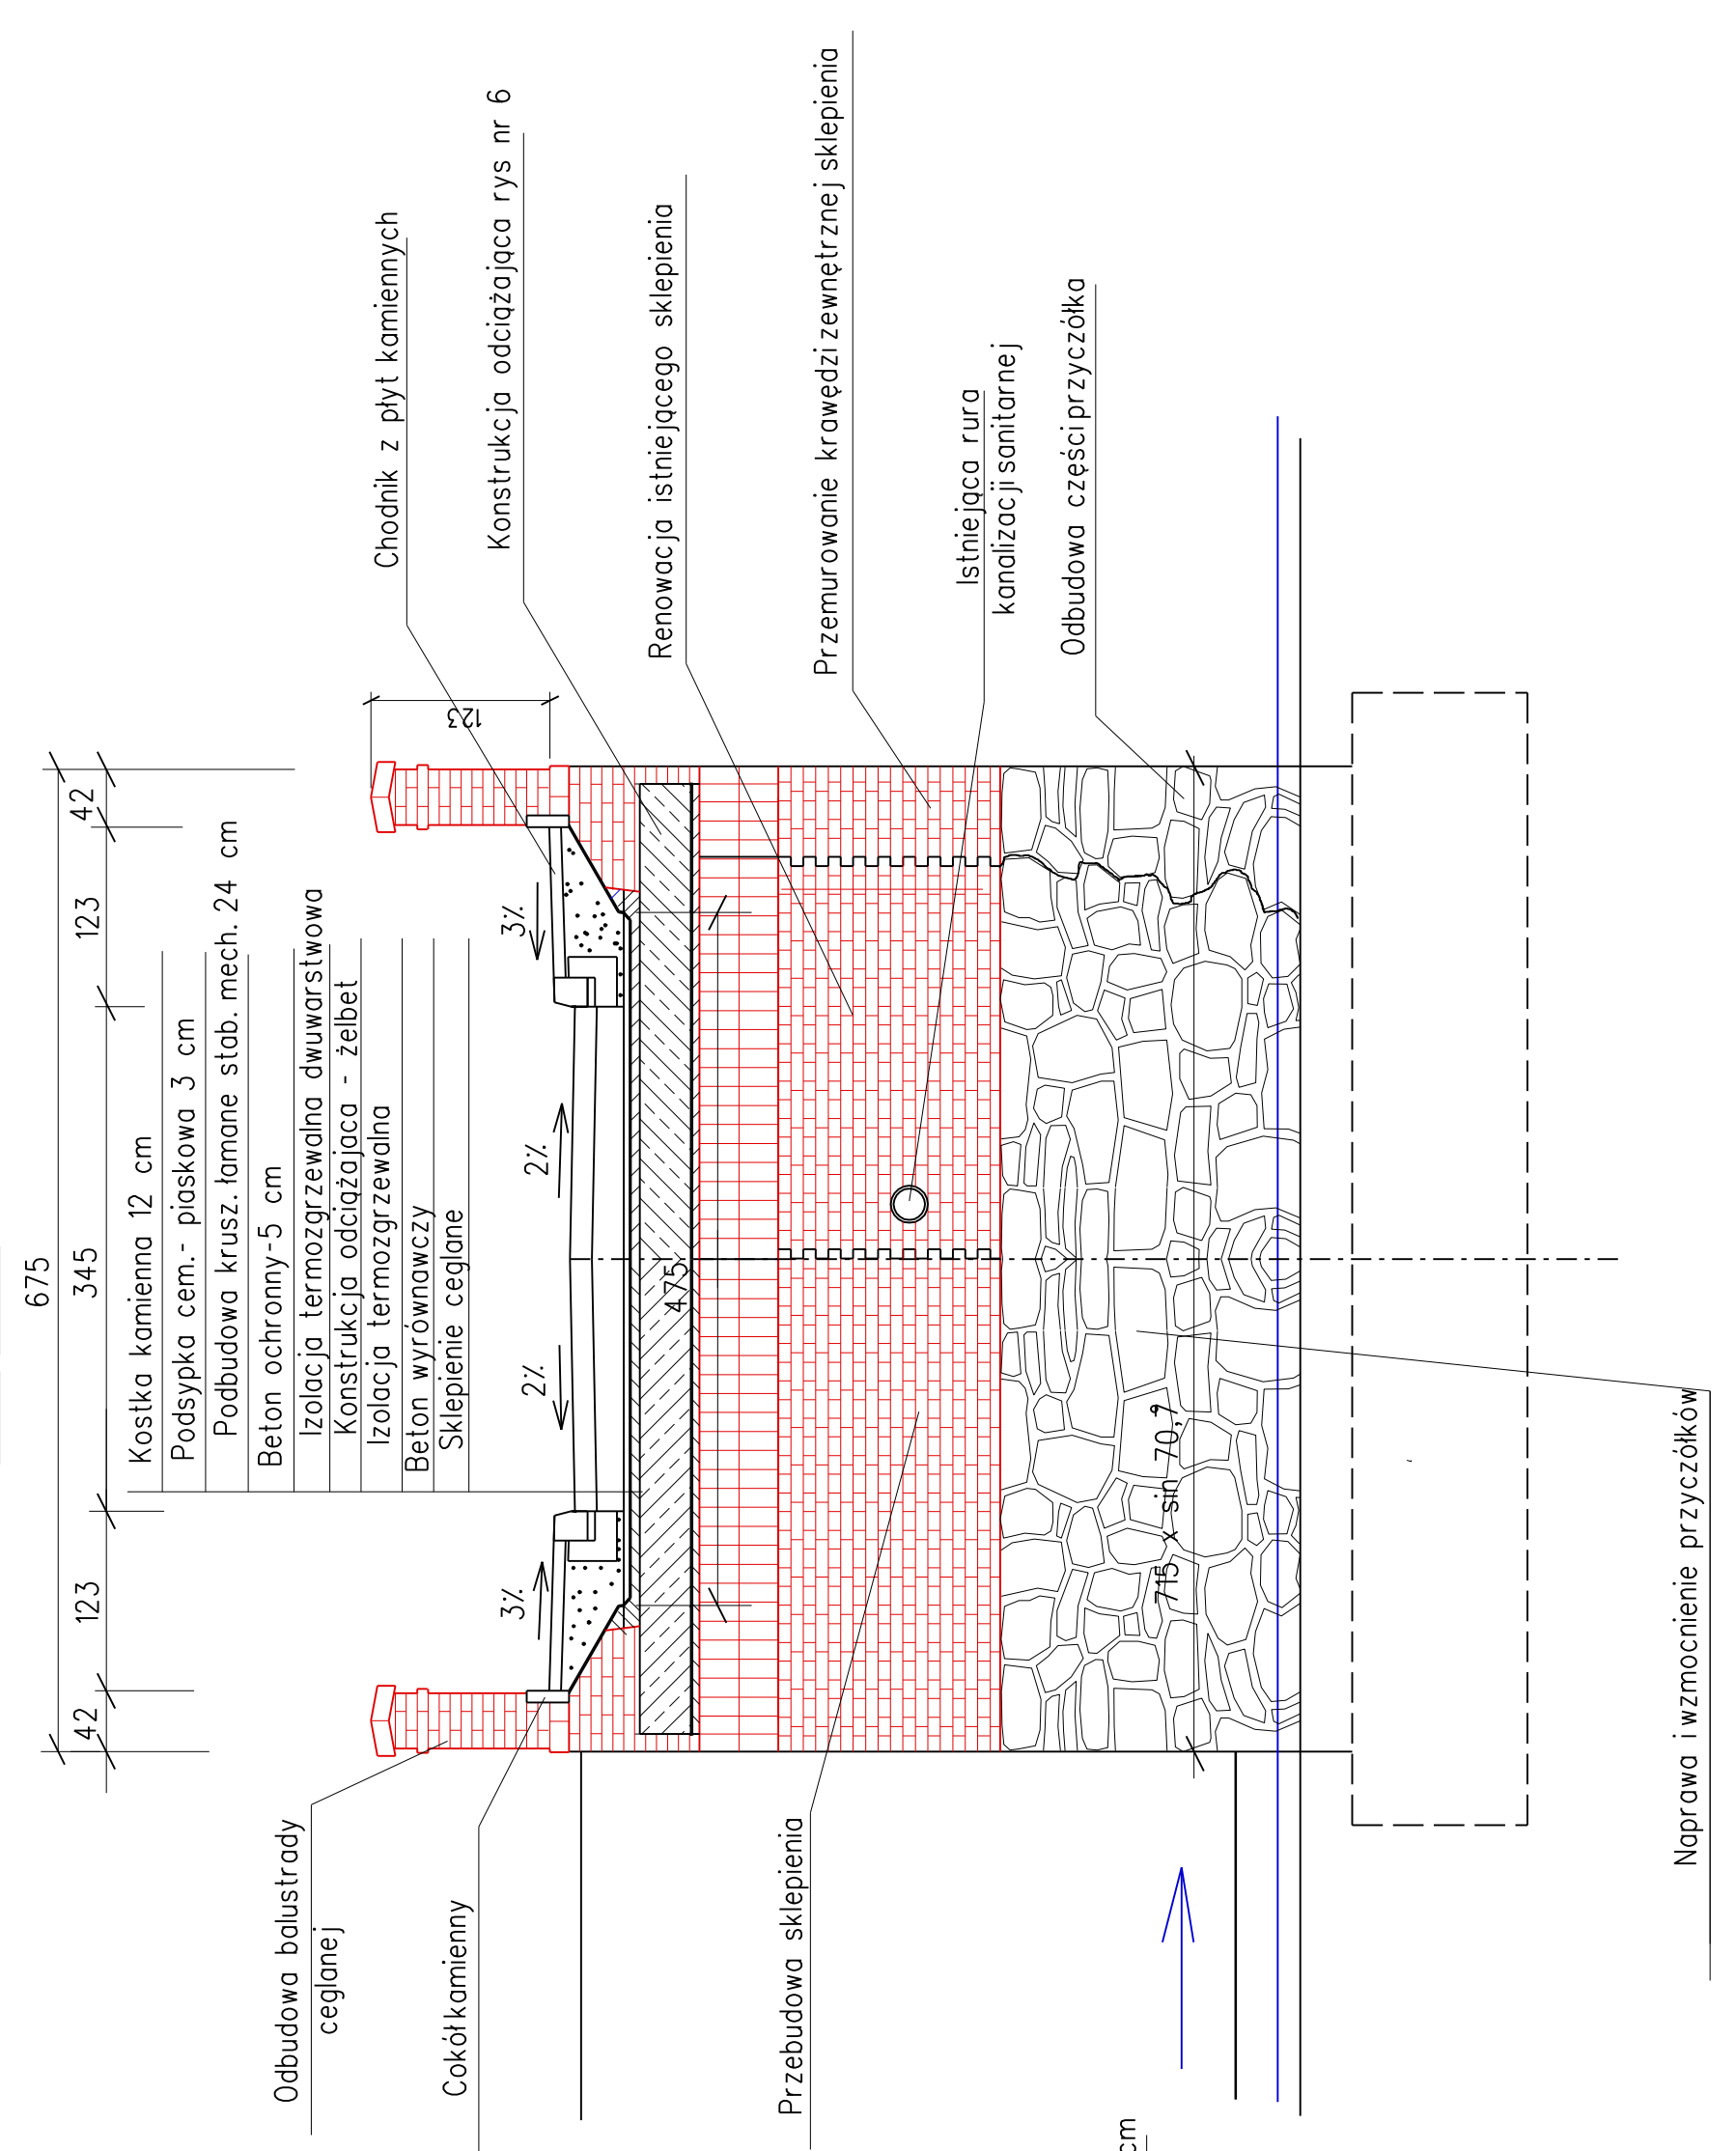 675
42
123
345
123
42
Kostka kamienna 12 cm
Podsypka cem.- piaskowa 3 cm
Podbudowa krusz. łamane stab. mech. 24 cm
Beton ochronny-5 cm
Izolacja termozgrzewalna dwuwarstwowa
Konstrukcja odciążajaca - żelbet
Izolacja termozgrzewalna
Beton wyrównawczy
Sklepienie ceglane
Odbudowa balustrady
ceglanej
Cokół kamienny
3%
2%
2%
3%
123
Chodnik z płyt kamiennych
Konstrukcja odciążająca rys nr 6
Renowacja istniejącego sklepienia
Przemurowanie krawędzi zewnętrznej sklepienia
Istniejąca rura
kanalizacji sanitarnej
Odbudowa części przyczółka
475
Przebudowa sklepienia
715 x sin 70,9
cm
Naprawa i wzmocnienie przyczółków